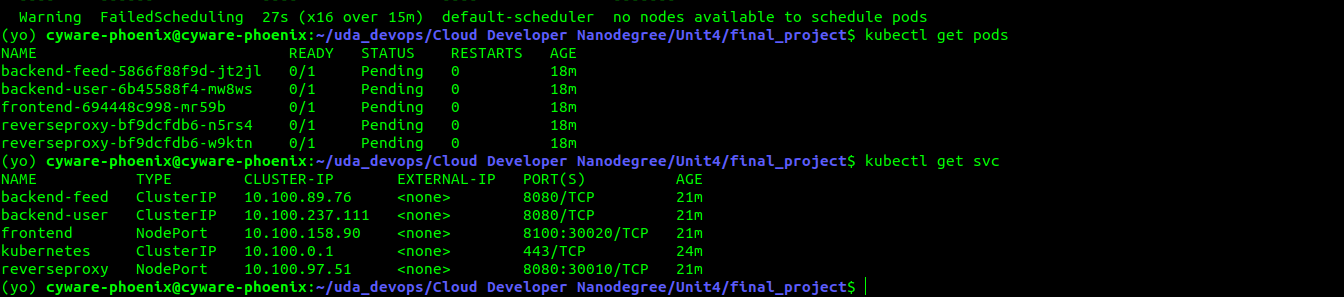 Warning  FailedScheduling  27s (x16 over 15m)  default-scheduler  no nodes available to schedule pods
(yo) cyware-phoenix@cyware-phoenix:~/uda_devops/Cloud Developer Nanodegree/Unit4/final_project$ kubectl get pods
NAME                            READY   STATUS    RESTARTS   AGE
backend-feed-5866f88f9d-jt2jl   0/1     Pending   0          18m
backend-user-6b45588f4-mw8ws    0/1     Pending   0          18m
frontend-694448c998-mr59b       0/1     Pending   0          18m
reverseproxy-bf9dcfdb6-n5rs4    0/1     Pending   0          18m
reverseproxy-bf9dcfdb6-w9ktn    0/1     Pending   0          18m
(yo) cyware-phoenix@cyware-phoenix:~/uda_devops/Cloud Developer Nanodegree/Unit4/final_project$ kubectl get svc
NAME           TYPE        CLUSTER-IP       EXTERNAL-IP   PORT(S)          AGE
backend-feed   ClusterIP   10.100.89.76     <none>        8080/TCP         21m
backend-user   ClusterIP   10.100.237.111   <none>        8080/TCP         21m
frontend       NodePort    10.100.158.90    <none>        8100:30020/TCP   21m
kubernetes     ClusterIP   10.100.0.1       <none>        443/TCP          24m
reverseproxy   NodePort    10.100.97.51     <none>        8080:30010/TCP   21m
(yo) cyware-phoenix@cyware-phoenix:~/uda_devops/Cloud Developer Nanodegree/Unit4/final_project$